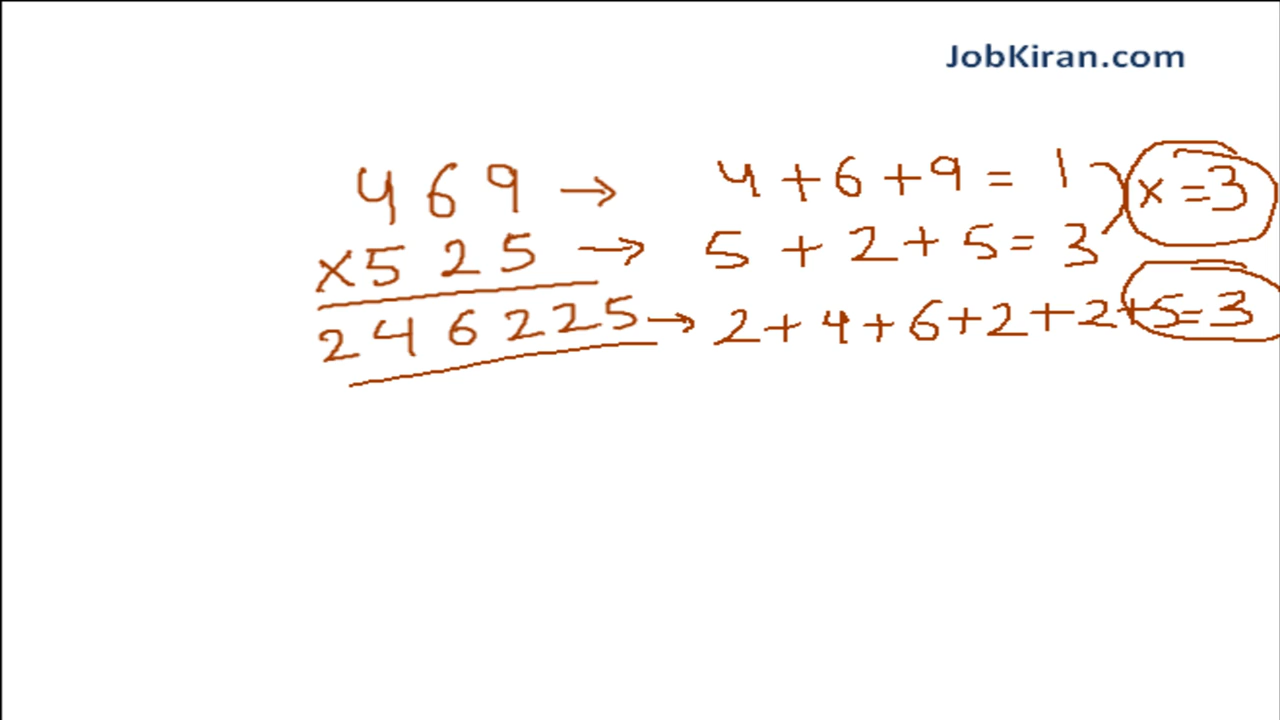 JobKiran.com
469 → 4+6+9 = 1
x = 3
×525 → 5+2+5=3
246225→ 2+4+6+2+2+5=3